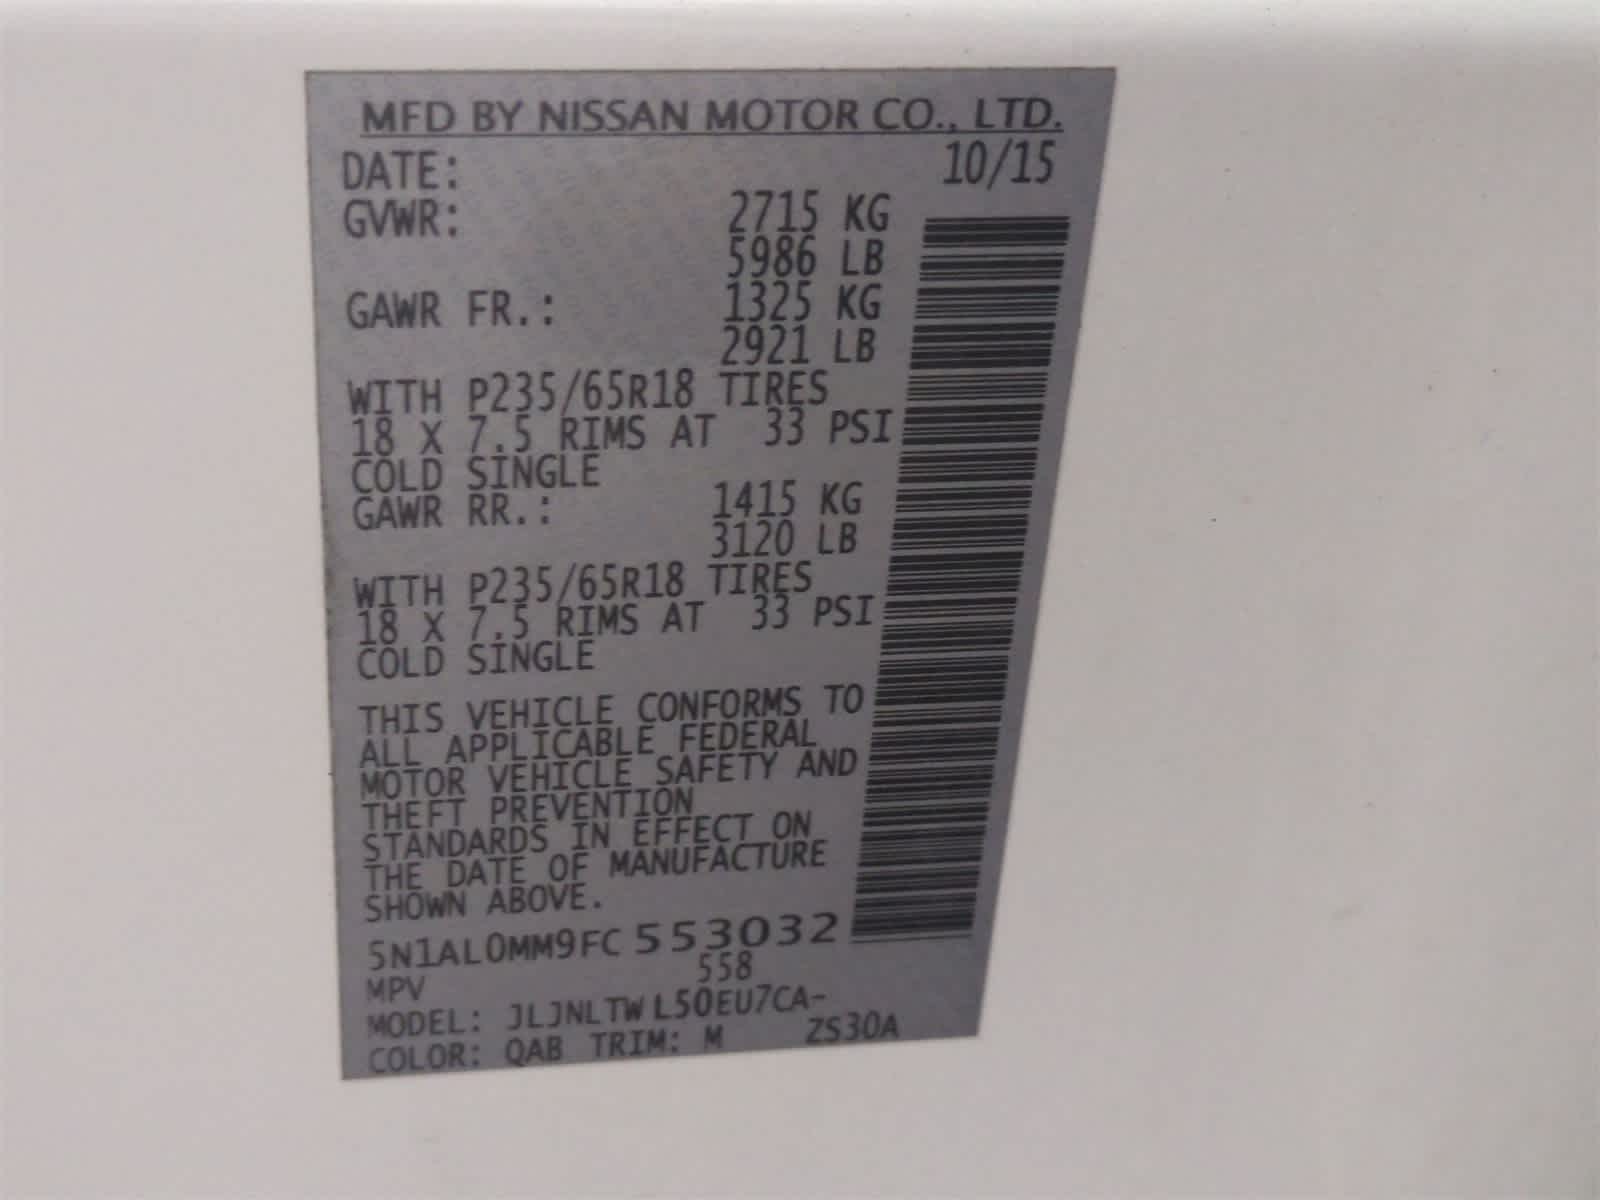 MFD BY NISSAN MOTOR CO., LTD.
DATE: 10/15
GVWR: 2715 KG
5986 LB
GAWR FR.: 1325 KG
2921 LB
WITH P235/65R18 TIRES
18 X 7.5 RIMS AT 33 PSI
COLD SINGLE
GAWR RR.: 1415 KG
3120 LB
WITH P235/65R18 TIRES
18 X 7.5 RIMS AT 33 PSI
COLD SINGLE
THIS VEHICLE CONFORMS TO
ALL APPLICABLE FEDERAL
MOTOR VEHICLE SAFETY AND
THEFT PREVENTION
STANDARDS IN EFFECT ON
THE DATE OF MANUFACTURE
SHOWN ABOVE.
5N1AL0MM9FC553032
MPV 558
MODEL: JLJNLTWL50EU7CA-
COLOR: QAB TRIM: M ZS30A